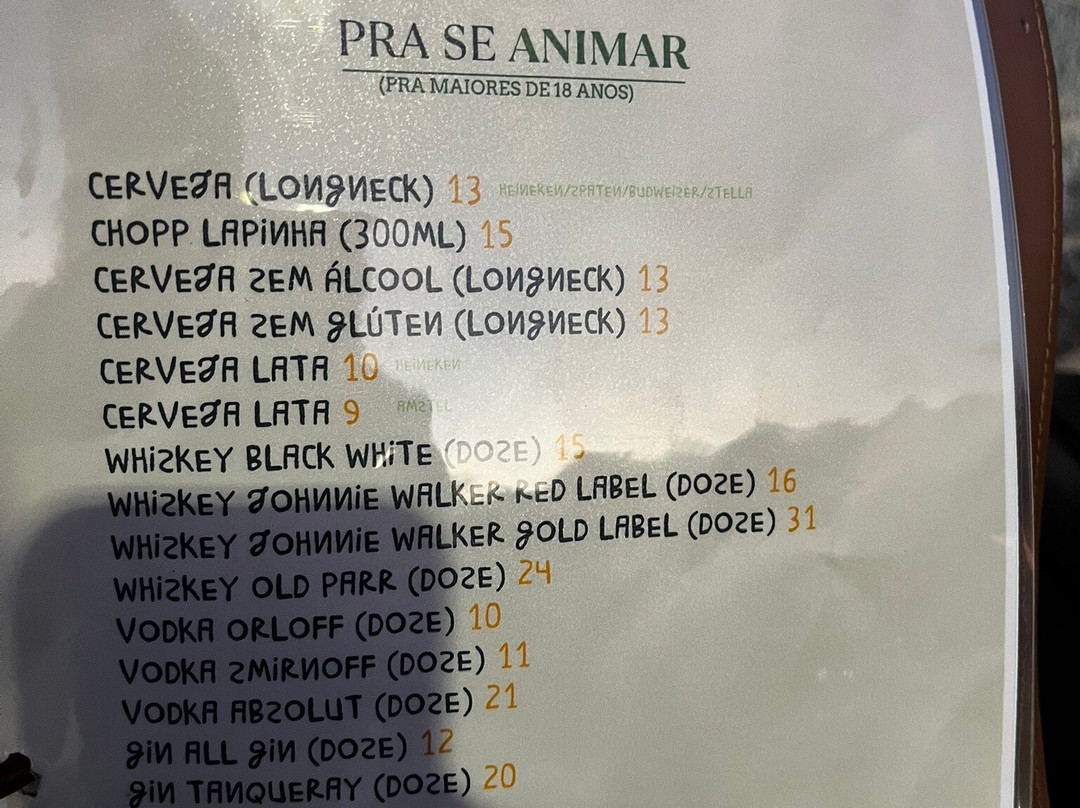 PRA SE ANIMAR
(PRA MAIORES DE 18 ANOS)
CERVEJA (LONGNECK) 13 HEINEKEN/SPATEN/BUDWEISER/STELLA
CHOPP LAPINHA (300ML) 15
CERVEJA SEM ÁLCOOL (LONGNECK) 13
CERVEJA SEM GLÚTEN (LONGNECK) 13
CERVEJA LATA 10 HEINEKEN
CERVEJA LATA 9 AMSTEL
WHISKEY BLACK WHITE (DOSE) 15
WHISKEY JOHNNIE WALKER RED LABEL (DOSE) 16
WHISKEY JOHNNIE WALKER GOLD LABEL (DOSE) 31
WHISKEY OLD PARR (DOSE) 24
VODKA ORLOFF (DOSE) 10
VODKA SMIRNOFF (DOSE) 11
VODKA ABSOLUT (DOSE) 21
GIN ALL GIN (DOSE) 12
GIN TANQUERAY (DOSE) 20